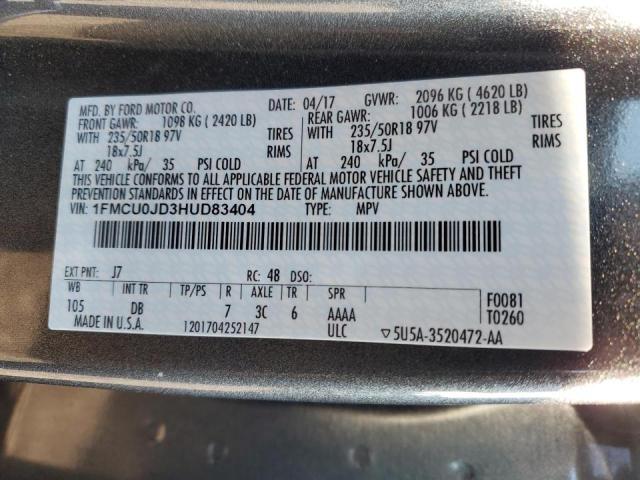 MFD. BY FORD MOTOR CO. DATE: 04/17 GVWR: 2096 KG ( 4620 LB)
FRONT GAWR: 1098 KG ( 2420 LB) REAR GAWR: 1006 KG ( 2218 LB)
WITH 235/50R18 97V TIRES WITH 235/50R18 97V TIRES
18x7.5J RIMS 18x7.5J RIMS
AT 240 kPa/ 35 PSI COLD AT 240 kPa/ 35 PSI COLD
THIS VEHICLE CONFORMS TO ALL APPLICABLE FEDERAL MOTOR VEHICLE SAFETY AND THEFT
PREVENTION STANDARDS IN EFFECT ON THE DATE OF MANUFACTURE SHOWN ABOVE.
VIN: 1FMCU0JD3HUD83404 TYPE: MPV
EXT PNT: J7 RC: 48 DSO:
WB INT TR TP/PS R AXLE TR SPR F0081
105 DB 7 3C 6 AAAA T0260
MADE IN U.S.A. 1201704252147 ULC ▽5U5A-3520472-AA